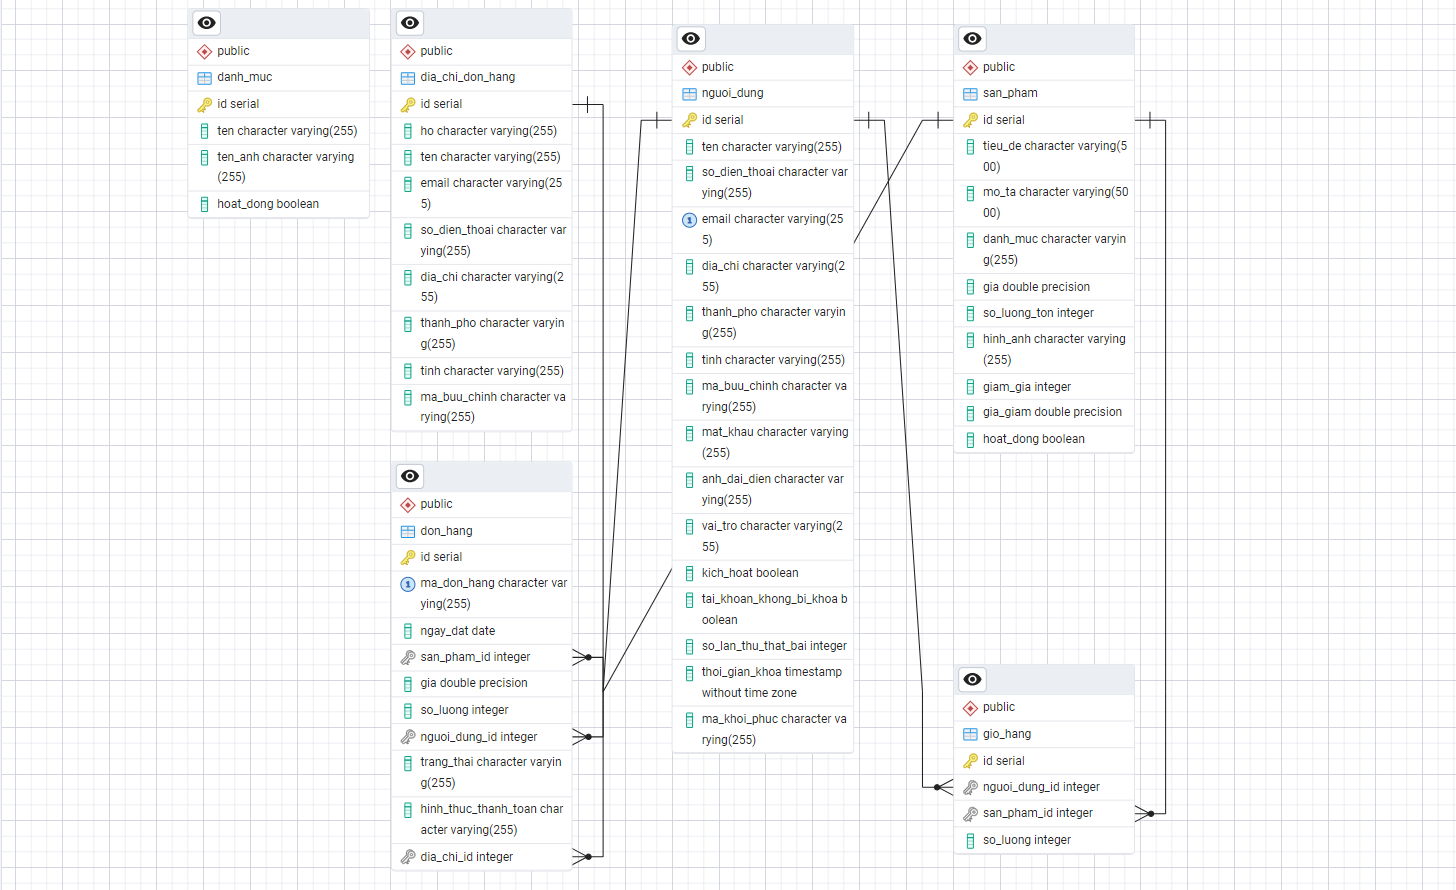 public
danh_muc
id serial
ten character varying(255)
ten_anh character varying
(255)
hoat_dong boolean
public
dia_chi_don_hang
id serial
ho character varying(255)
ten character varying(255)
email character varying(25
5)
so_dien_thoai character var
ying(255)
dia_chi character varying(2
55)
thanh_pho character varyin
g(255)
tinh character varying(255)
ma_buu_chinh character va
rying(255)
public
don_hang
id serial
1
ma_don_hang character var
ying(255)
ngay_dat date
san_pham_id integer
gia double precision
so_luong integer
nguoi_dung_id integer
trang_thai character varyin
g(255)
hinh_thuc_thanh_toan char
acter varying(255)
dia_chi_id integer
public
nguoi_dung
id serial
ten character varying(255)
so_dien_thoai character var
ying(255)
1
email character varying(25
5)
dia_chi character varying(2
55)
thanh_pho character varyin
g(255)
tinh character varying(255)
ma_buu_chinh character va
rying(255)
mat_khau character varying
(255)
anh_dai_dien character var
ying(255)
vai_tro character varying(2
55)
kich_hoat boolean
tai_khoan_khong_bi_khoa b
oolean
so_lan_thu_that_bai integer
thoi_gian_khoa timestamp
without time zone
ma_khoi_phuc character va
rying(255)
public
san_pham
id serial
tieu_de character varying(5
00)
mo_ta character varying(50
00)
danh_muc character varyin
g(255)
gia double precision
so_luong_ton integer
hinh_anh character varying
(255)
giam_gia integer
gia_giam double precision
hoat_dong boolean
public
gio_hang
id serial
nguoi_dung_id integer
san_pham_id integer
so_luong integer